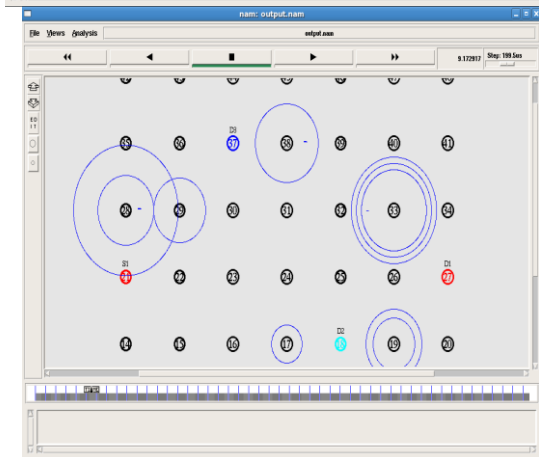 nam: output.nam
File Views Analysis output.nam
9.172917 Step: 199.5us
ED
IT
D3
35 36 37 38 39 40 41
28 29 30 31 32 33 34
S1 D1
21 22 23 24 25 26 27
D2
14 15 16 17 18 19 20